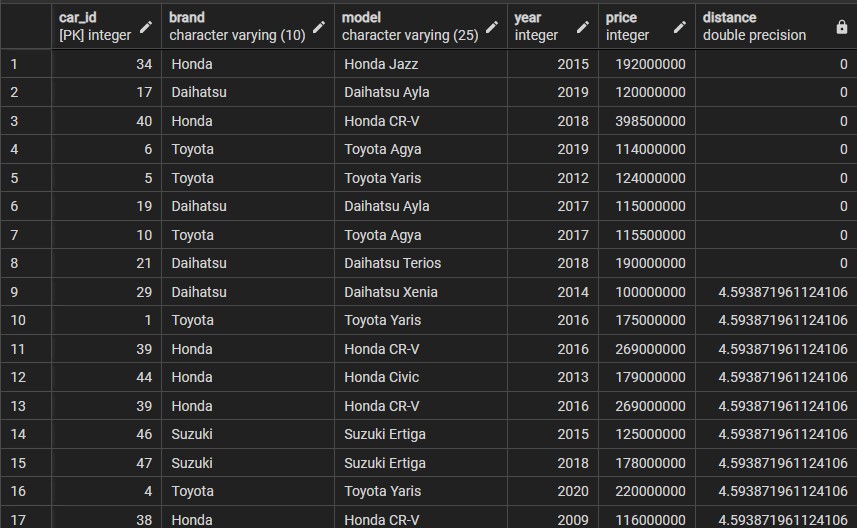 car_id brand model year price distance
[PK] integer character varying (10) character varying (25) integer integer double precision
1 34 Honda Honda Jazz 2015 192000000 0
2 17 Daihatsu Daihatsu Ayla 2019 120000000 0
3 40 Honda Honda CR-V 2018 398500000 0
4 6 Toyota Toyota Agya 2019 114000000 0
5 5 Toyota Toyota Yaris 2012 124000000 0
6 19 Daihatsu Daihatsu Ayla 2017 115000000 0
7 10 Toyota Toyota Agya 2017 115500000 0
8 21 Daihatsu Daihatsu Terios 2018 190000000 0
9 29 Daihatsu Daihatsu Xenia 2014 100000000 4.593871961124106
10 1 Toyota Toyota Yaris 2016 175000000 4.593871961124106
11 39 Honda Honda CR-V 2016 269000000 4.593871961124106
12 44 Honda Honda Civic 2013 179000000 4.593871961124106
13 39 Honda Honda CR-V 2016 269000000 4.593871961124106
14 46 Suzuki Suzuki Ertiga 2015 125000000 4.593871961124106
15 47 Suzuki Suzuki Ertiga 2018 178000000 4.593871961124106
16 4 Toyota Toyota Yaris 2020 220000000 4.593871961124106
17 38 Honda Honda CR-V 2009 116000000 4.593871961124106